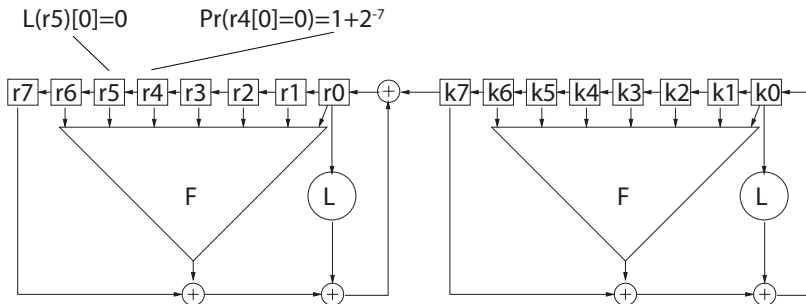 L(r5)[0]=0 Pr(r4[0]=0)=1+2-7
r7 r6 r5 r4 r3 r2 r1 r0 + k7 k6 k5 k4 k3 k2 k1 k0
F L F L
+ + + +